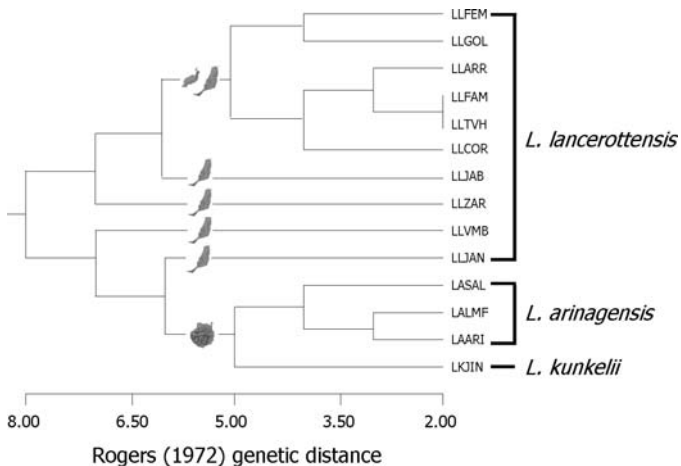 LLFEM
LLGOL
LLARR
LLFAM
LLTVH
LLCOR
LLJAB
LLZAR
LLVMB
LLJAN
LASAL
LALMF
LAARI
LKJIN
L. lancerottensis
L. arinagensis
L. kunkelii
8.00 6.50 5.00 3.50 2.00
Rogers (1972) genetic distance